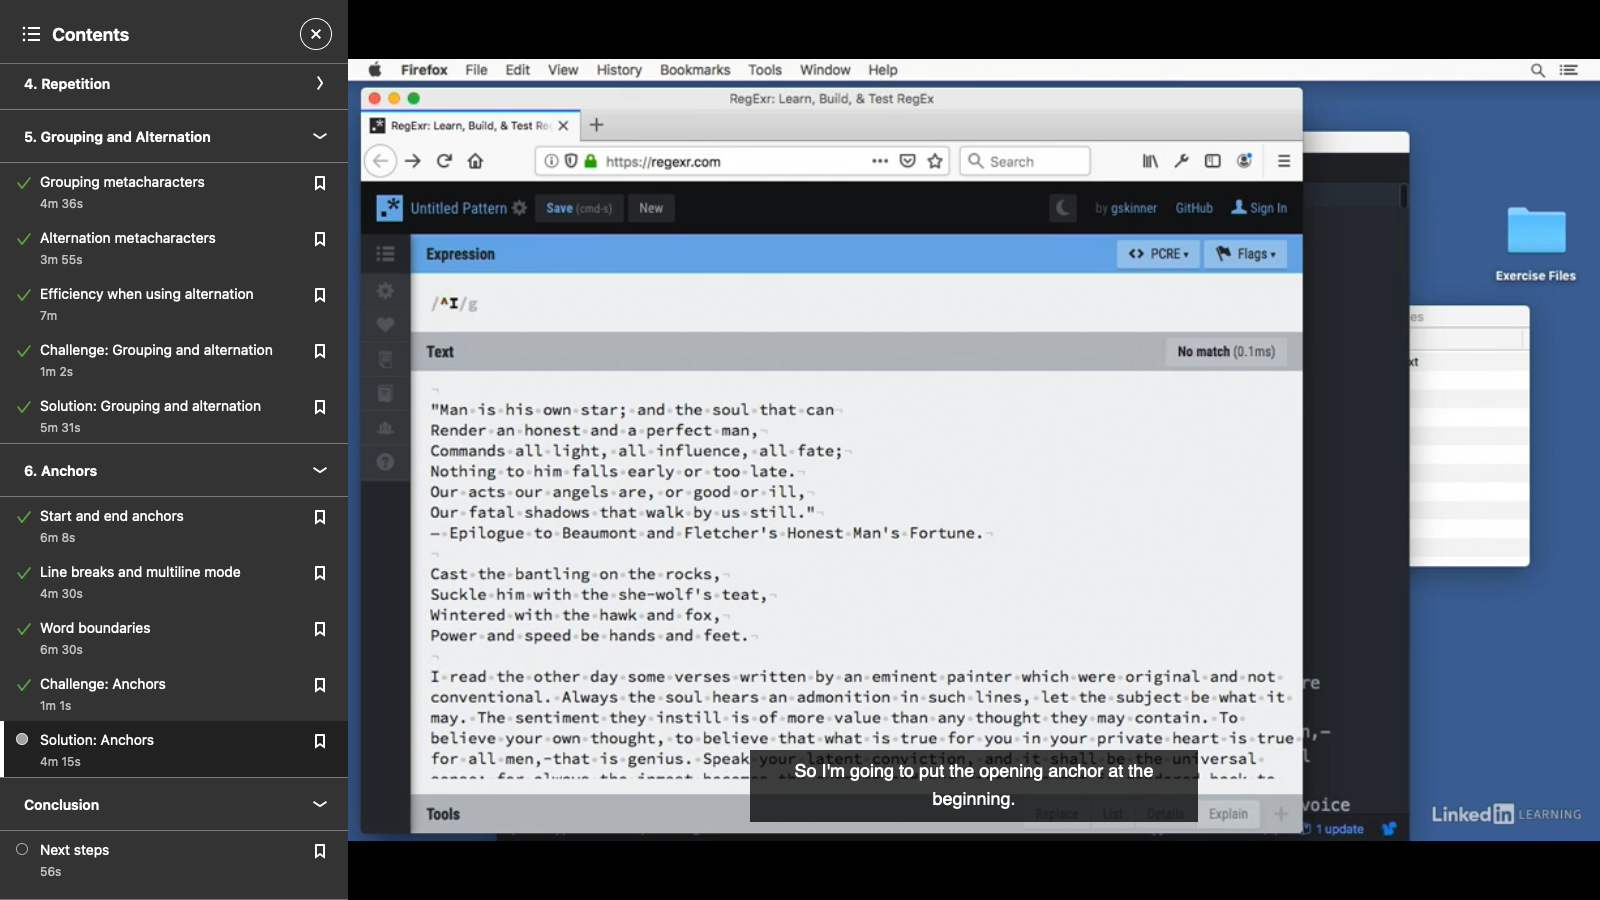 Contents
4. Repetition
5. Grouping and Alternation
Grouping metacharacters
4m 36s
Alternation metacharacters
3m 55s
Efficiency when using alternation
7m
Challenge: Grouping and alternation
1m 2s
Solution: Grouping and alternation
5m 31s
6. Anchors
Start and end anchors
6m 8s
Line breaks and multiline mode
4m 30s
Word boundaries
6m 30s
Challenge: Anchors
1m 1s
Solution: Anchors
4m 15s
Conclusion
Next steps
56s
Firefox File Edit View History Bookmarks Tools Window Help
RegExr: Learn, Build, & Test RegEx
RegExr: Learn, Build, & Test Re
https://regexr.com
Search
Untitled Pattern Save (cmd-s) New by gskinner GitHub Sign In
Expression PCRE Flags
/^I/g
Text No match (0.1ms)
"Man is his own star; and the soul that can
Render an honest and a perfect man,
Commands all light, all influence, all fate;
Nothing to him falls early or too late.
Our acts our angels are, or good or ill,
Our fatal shadows that walk by us still."
— Epilogue to Beaumont and Fletcher's Honest Man's Fortune.
Cast the bantling on the rocks,
Suckle him with the she-wolf's teat,
Wintered with the hawk and fox,
Power and speed be hands and feet.
I read the other day some verses written by an eminent painter which were original and not
conventional. Always the soul hears an admonition in such lines, let the subject be what it
may. The sentiment they instill is of more value than any thought they may contain. To
believe your own thought, to believe that what is true for you in your private heart is true
for all men,—that is genius. Speak your latent conviction, and it shall be the universal
So I'm going to put the opening anchor at the
beginning.
Tools Replace List Details Explain
Exercise Files
es
xt
re
n,—
l
voice
1 update
Linked in LEARNING